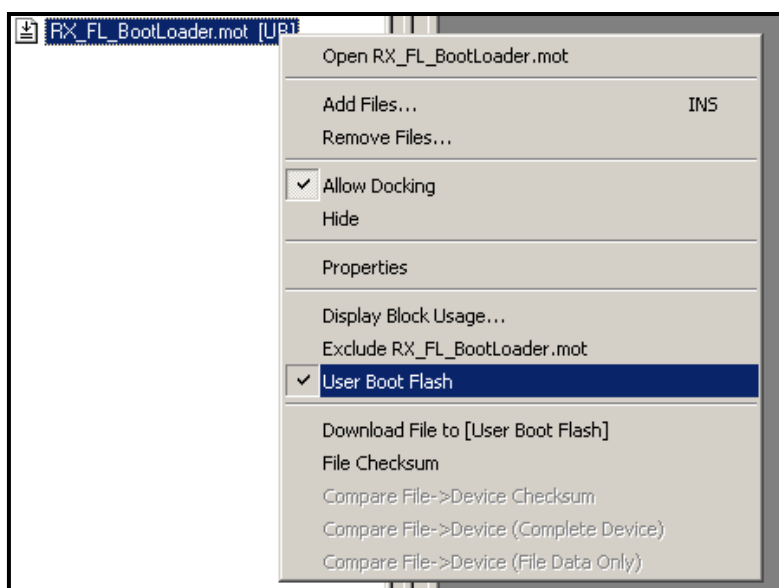 RX_FL_BootLoader.mot [UB]
Open RX_FL_BootLoader.mot
Add Files... INS
Remove Files...
Allow Docking
Hide
Properties
Display Block Usage...
Exclude RX_FL_BootLoader.mot
User Boot Flash
Download File to [User Boot Flash]
File Checksum
Compare File->Device Checksum
Compare File->Device (Complete Device)
Compare File->Device (File Data Only)